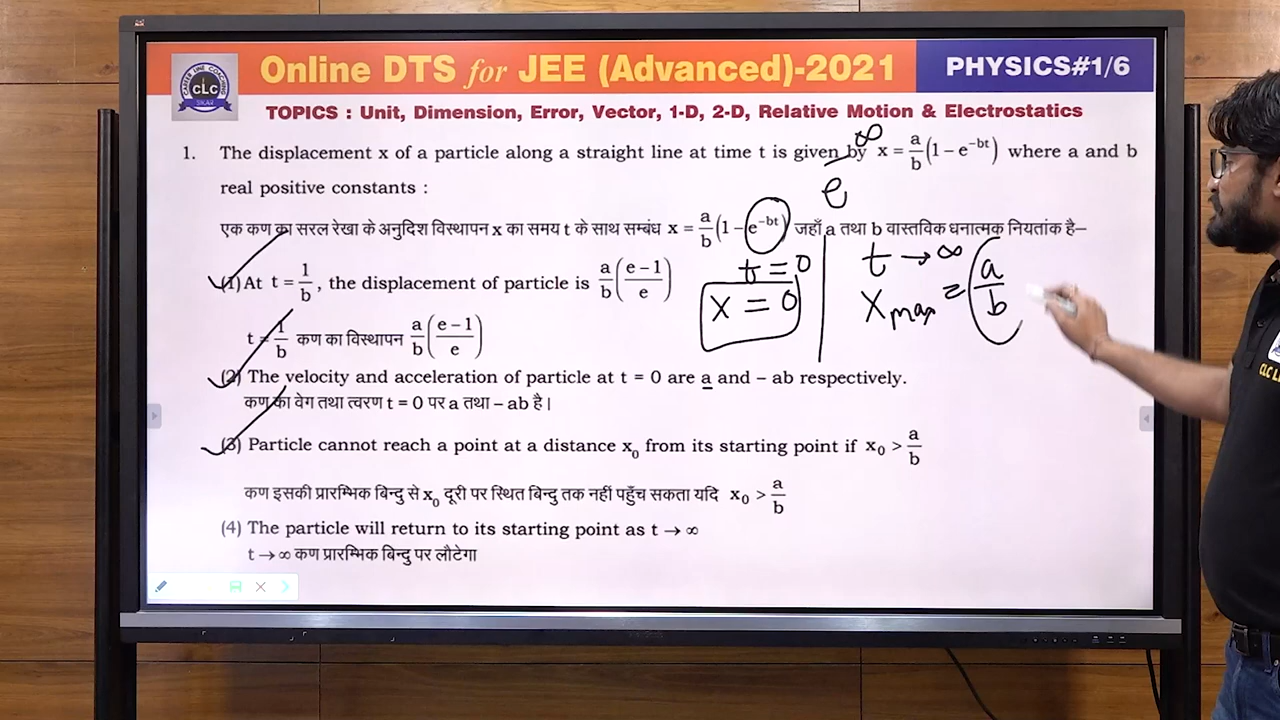 Online DTS for JEE (Advanced)-2021 PHYSICS#1/6
CLC
SIKAR
TOPICS : Unit, Dimension, Error, Vector, 1-D, 2-D, Relative Motion & Electrostatics
1. The displacement x of a particle along a straight line at time t is given by x = a/b (1 – e^–bt) where a and b
∞
real positive constants :
e
एक कण का सरल रेखा के अनुदिश विस्थापन x का समय t के साथ सम्बंध x = a/b (1 – e^–bt) जहाँ a तथा b वास्तविक धनात्मक नियतांक है–
t = 0
x = 0
t → ∞
x max = a/b
(1) At t = 1/b, the displacement of particle is a/b ((e – 1)/e)
t = 1/b कण का विस्थापन a/b ((e – 1)/e)
(2) The velocity and acceleration of particle at t = 0 are a and – ab respectively.
कण का वेग तथा त्वरण t = 0 पर a तथा – ab है।
(3) Particle cannot reach a point at a distance x₀ from its starting point if x₀ > a/b
कण इसकी प्रारम्भिक बिन्दु से x₀ दूरी पर स्थित बिन्दु तक नहीं पहुँच सकता यदि x₀ > a/b
(4) The particle will return to its starting point as t → ∞
t → ∞ कण प्रारम्भिक बिन्दु पर लौटेगा